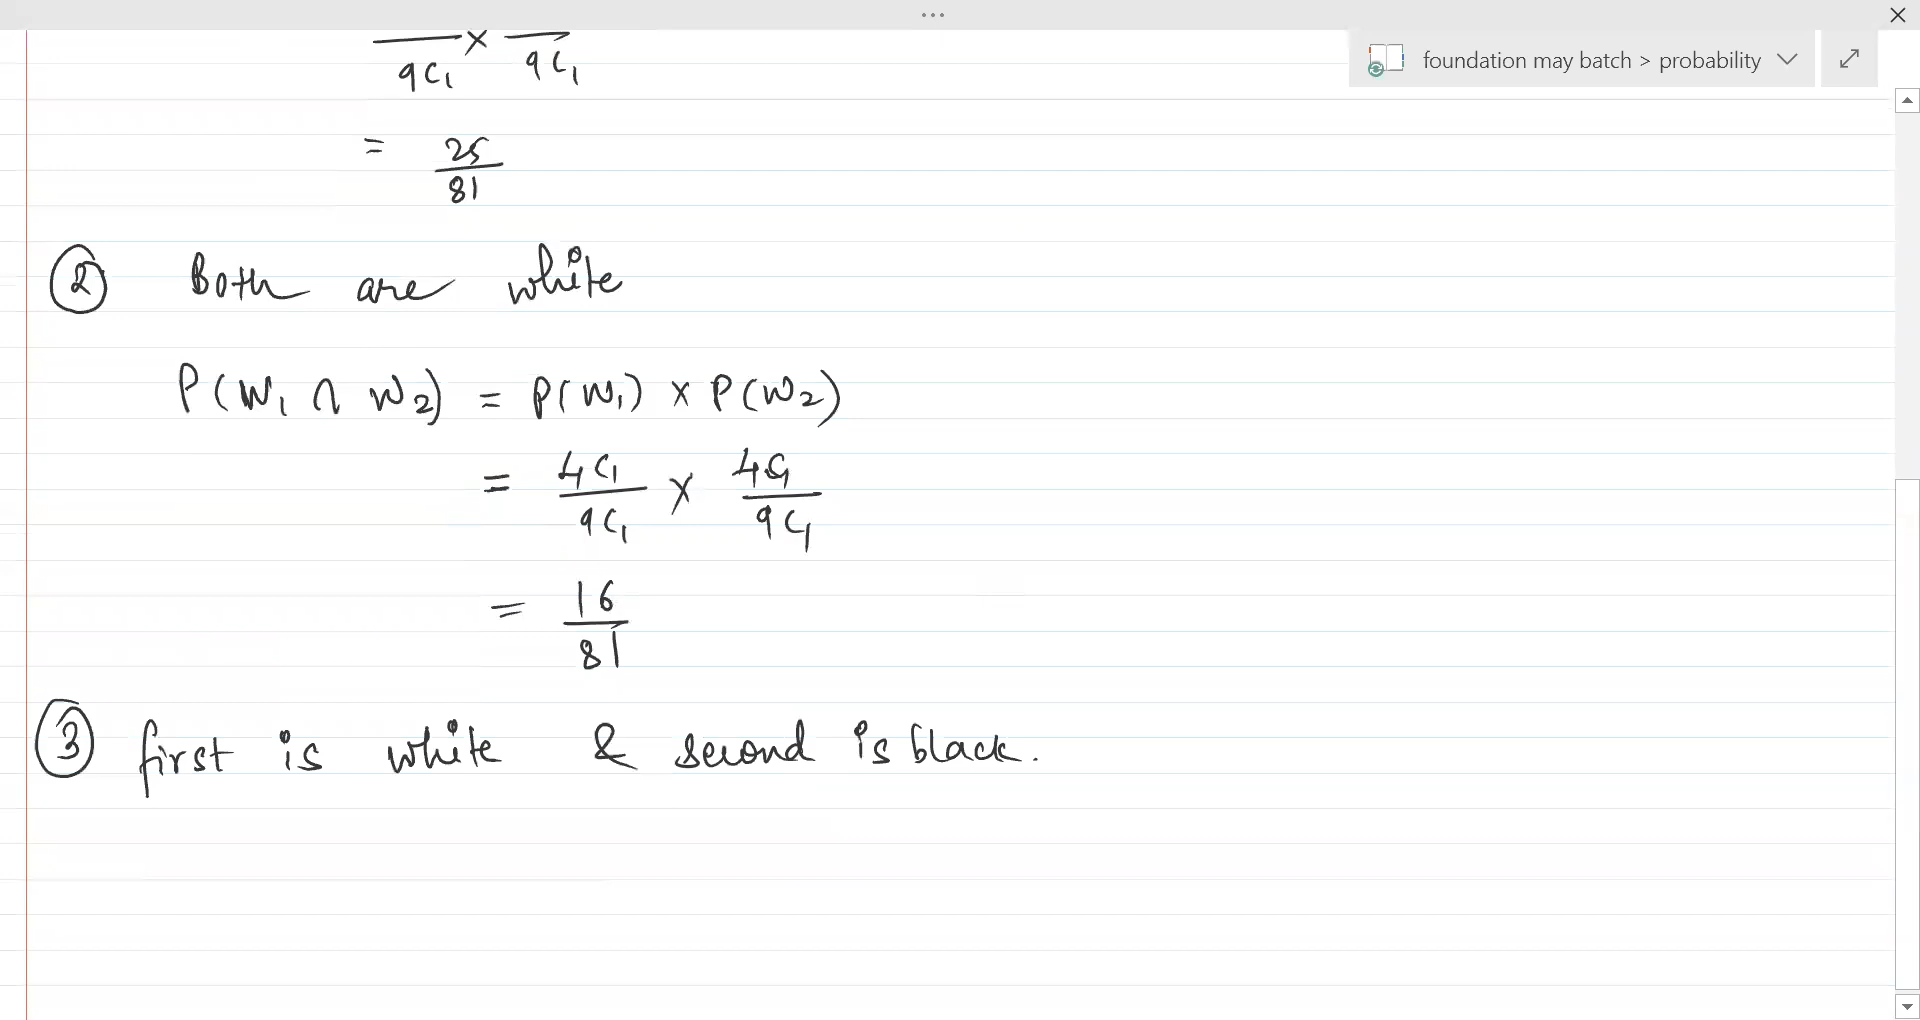 ...
foundation may batch > probability
——— × ———
9C₁ 9C₁
= 25/81
② Both are white
P(W₁ ∩ W₂) = P(W₁) × P(W₂)
= 4C₁/9C₁ × 4C₁/9C₁
= 16/81
③ first is white & second is black.